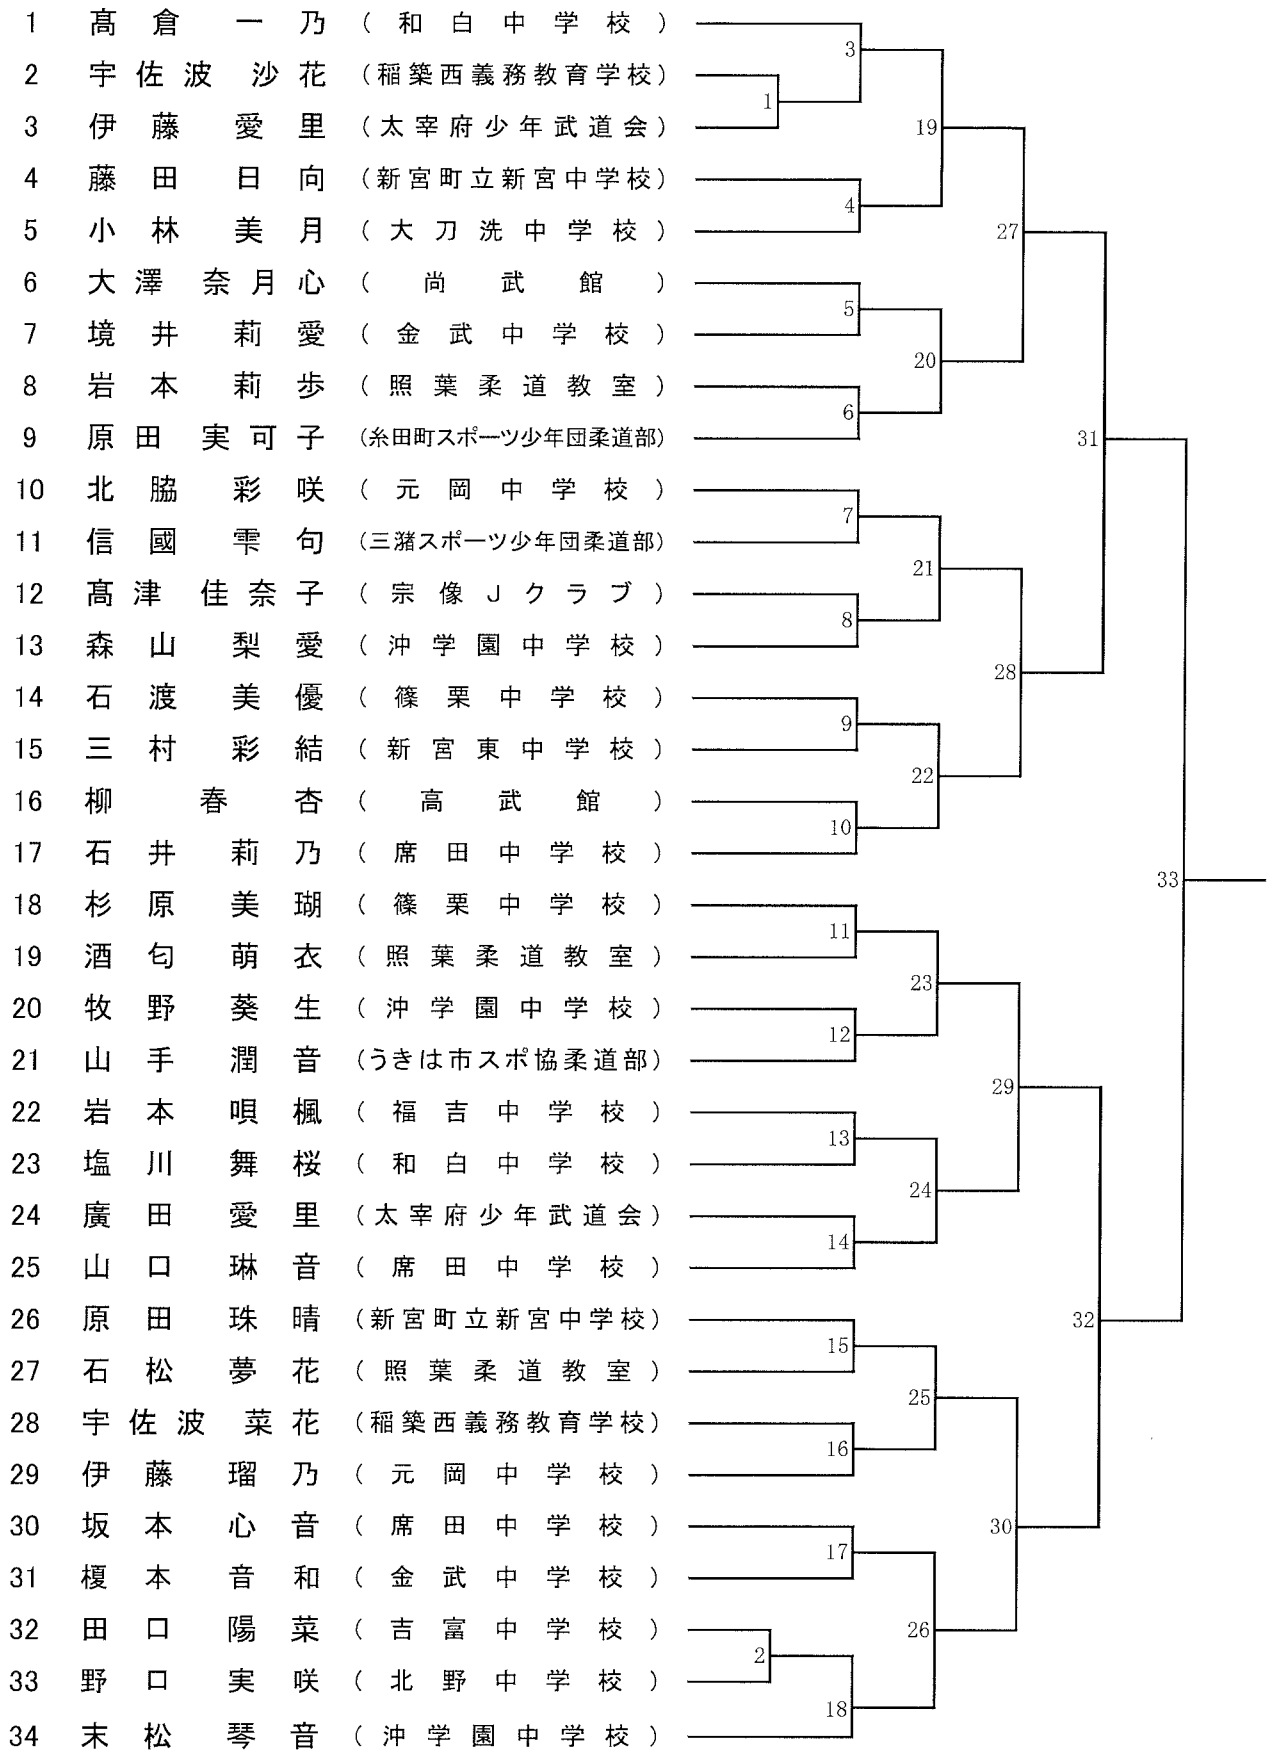 1 髙倉 一乃 (和白中学校)
2 宇佐波 沙花 (稲築西義務教育学校)
3 伊藤 愛里 (太宰府少年武道会)
4 藤田 日向 (新宮町立新宮中学校)
5 小林 美月 (大刀洗中学校)
6 大澤 奈月心 (尚武館)
7 境井 莉愛 (金武中学校)
8 岩本 莉歩 (照葉柔道教室)
9 原田 実可子 (糸田町スポーツ少年団柔道部)
10 北脇 彩咲 (元岡中学校)
11 信國 雫句 (三潴スポーツ少年団柔道部)
12 髙津 佳奈子 (宗像Jクラブ)
13 森山 梨愛 (沖学園中学校)
14 石渡 美優 (篠栗中学校)
15 三村 彩結 (新宮東中学校)
16 柳 春杏 (高武館)
17 石井 莉乃 (席田中学校)
18 杉原 美瑚 (篠栗中学校)
19 酒匂 萌衣 (照葉柔道教室)
20 牧野 葵生 (沖学園中学校)
21 山手 潤音 (うきは市スポ協柔道部)
22 岩本 唄楓 (福吉中学校)
23 塩川 舞桜 (和白中学校)
24 廣田 愛里 (太宰府少年武道会)
25 山口 琳音 (席田中学校)
26 原田 珠晴 (新宮町立新宮中学校)
27 石松 夢花 (照葉柔道教室)
28 宇佐波 菜花 (稲築西義務教育学校)
29 伊藤 瑠乃 (元岡中学校)
30 坂本 心音 (席田中学校)
31 榎本 音和 (金武中学校)
32 田口 陽菜 (吉富中学校)
33 野口 実咲 (北野中学校)
34 末松 琴音 (沖学園中学校)
1
2
3
4
5
6
7
8
9
10
11
12
13
14
15
16
17
18
19
20
21
22
23
24
25
26
27
28
29
30
31
32
33